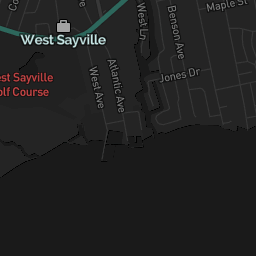 Maple St
West Ln
Benson Ave
West Sayville
Jones Dr
est Sayville
olf Course
West Ave
Atlantic Ave